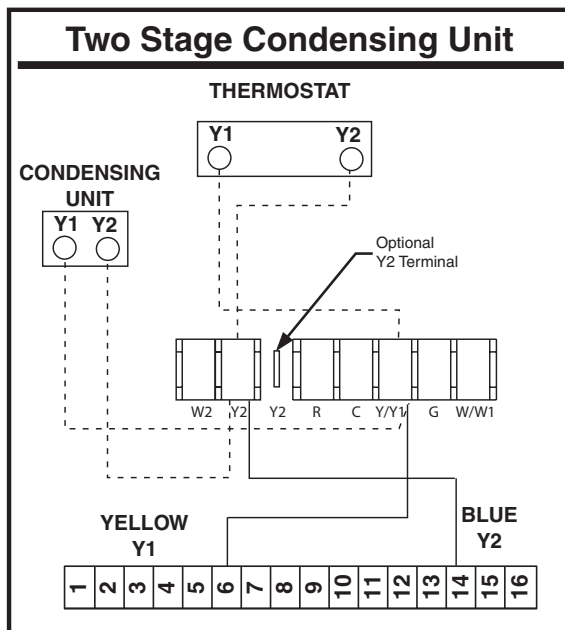 Two Stage Condensing Unit
THERMOSTAT
Y1 Y2
CONDENSING
UNIT
Y1 Y2
Optional
Y2 Terminal
W2 Y2 Y2 R C Y/Y1 G W/W1
YELLOW
Y1
BLUE
Y2
1 2 3 4 5 6 7 8 9 10 11 12 13 14 15 16